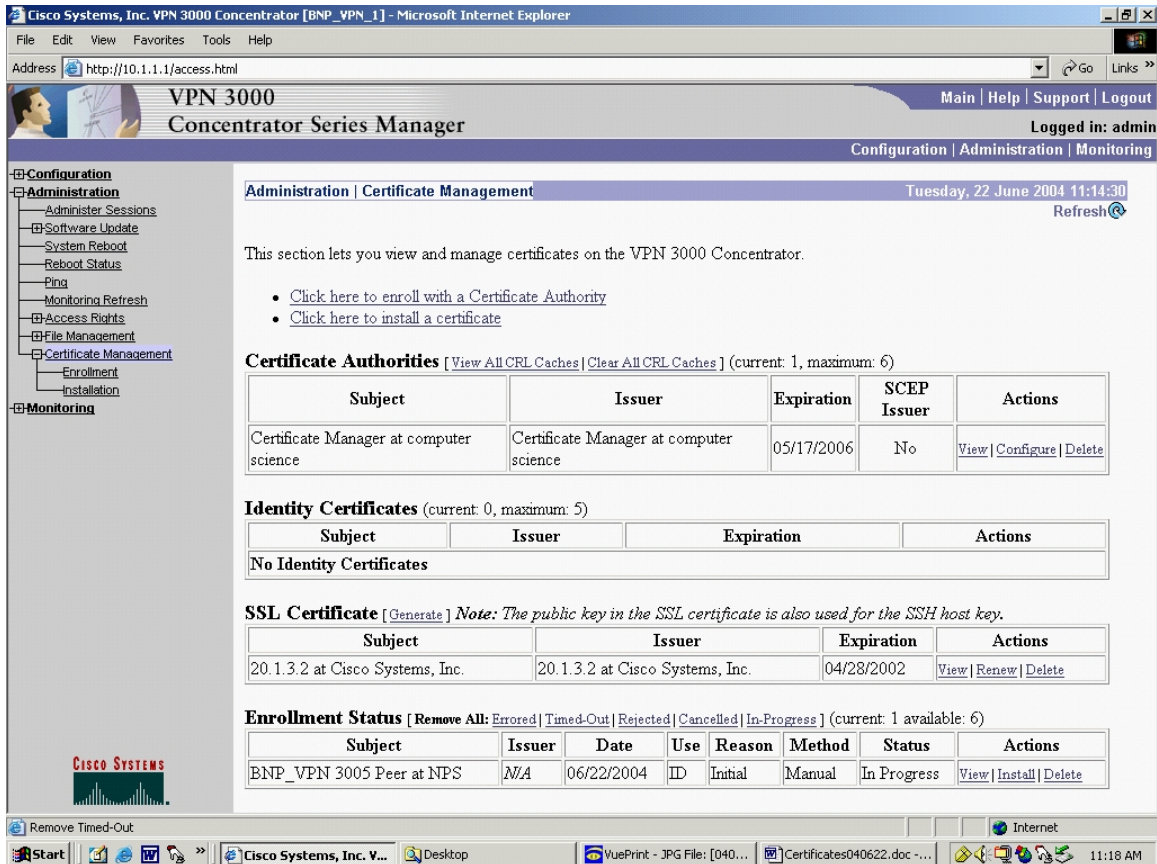 Cisco Systems, Inc. VPN 3000 Concentrator [BNP_VPN_1] - Microsoft Internet Explorer
File Edit View Favorites Tools Help
Address http://10.1.1.1/access.html Go Links »
VPN 3000
Concentrator Series Manager
Main | Help | Support | Logout
Logged in: admin
Configuration | Administration | Monitoring
Configuration
Administration
Administer Sessions
Software Update
System Reboot
Reboot Status
Ping
Monitoring Refresh
Access Rights
File Management
Certificate Management
Enrollment
Installation
Monitoring
CISCO SYSTEMS
Administration | Certificate Management
Tuesday, 22 June 2004 11:14:30
Refresh
This section lets you view and manage certificates on the VPN 3000 Concentrator.
• Click here to enroll with a Certificate Authority
• Click here to install a certificate
Certificate Authorities [ View All CRL Caches | Clear All CRL Caches ] (current: 1, maximum: 6)
Subject Issuer Expiration SCEP Issuer Actions
Certificate Manager at computer science Certificate Manager at computer science 05/17/2006 No View | Configure | Delete
Identity Certificates (current: 0, maximum: 5)
Subject Issuer Expiration Actions
No Identity Certificates
SSL Certificate [ Generate ] Note: The public key in the SSL certificate is also used for the SSH host key.
Subject Issuer Expiration Actions
20.1.3.2 at Cisco Systems, Inc. 20.1.3.2 at Cisco Systems, Inc. 04/28/2002 View | Renew | Delete
Enrollment Status [ Remove All: Errored | Timed-Out | Rejected | Cancelled | In-Progress ] (current: 1 available: 6)
Subject Issuer Date Use Reason Method Status Actions
BNP_VPN 3005 Peer at NPS N/A 06/22/2004 ID Initial Manual In Progress View | Install | Delete
Remove Timed-Out Internet
Start » Cisco Systems, Inc. V... Desktop VuePrint - JPG File: [040... Certificates040622.doc -... 11:18 AM